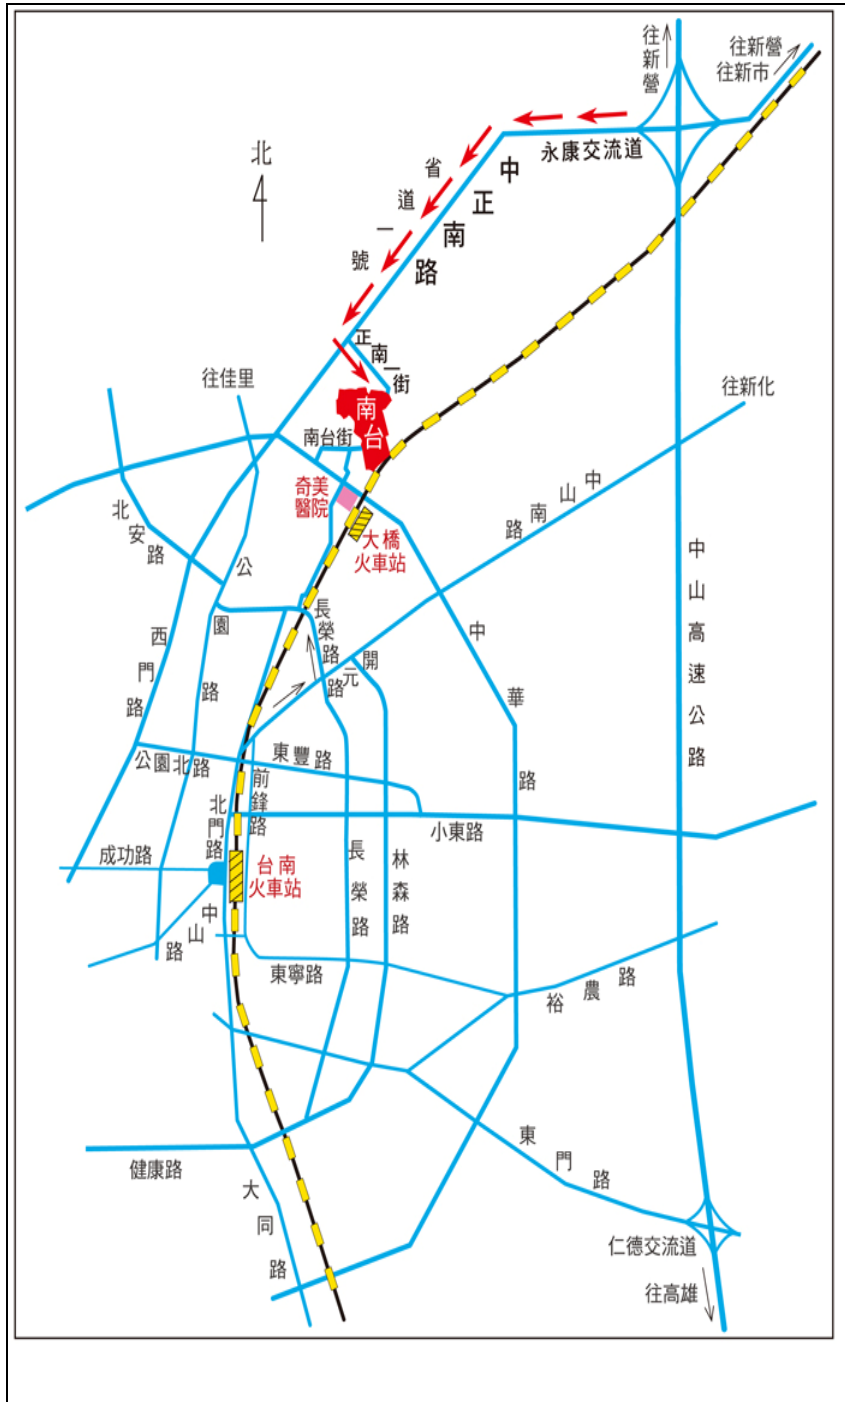 往新營
往新營
往新市
北
永康交流道
省道一號
中正南路
正南一街
往佳里
南台
南台街
往新化
奇美
醫院
大橋
火車站
北安路
公園路
中山南路
中山高速公路
西門路
長榮路
開元路
中華路
公園北路
東豐路
前鋒路
北門路
小東路
成功路
台南
火車站
長榮路
林森路
中山路
東寧路
裕農路
健康路
東門路
大同路
仁德交流道
往高雄